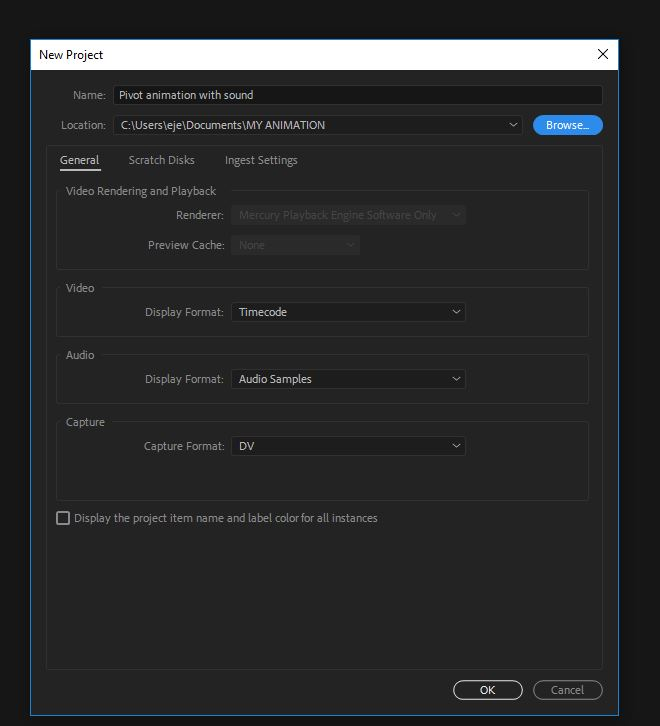 New Project
Name: Pivot animation with sound
Location: C:\Users\eje\Documents\MY ANIMATION Browse...
General Scratch Disks Ingest Settings
Video Rendering and Playback
Renderer: Mercury Playback Engine Software Only
Preview Cache: None
Video
Display Format: Timecode
Audio
Display Format: Audio Samples
Capture
Capture Format: DV
Display the project item name and label color for all instances
OK Cancel